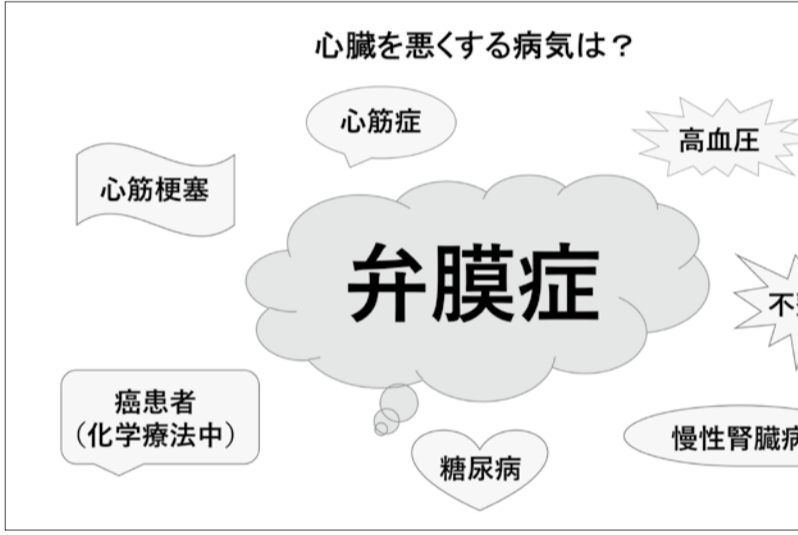 心臓を悪くする病気は？
心筋症
高血圧
心筋梗塞
弁膜症
不
癌患者
（化学療法中）
慢性腎臓病
糖尿病